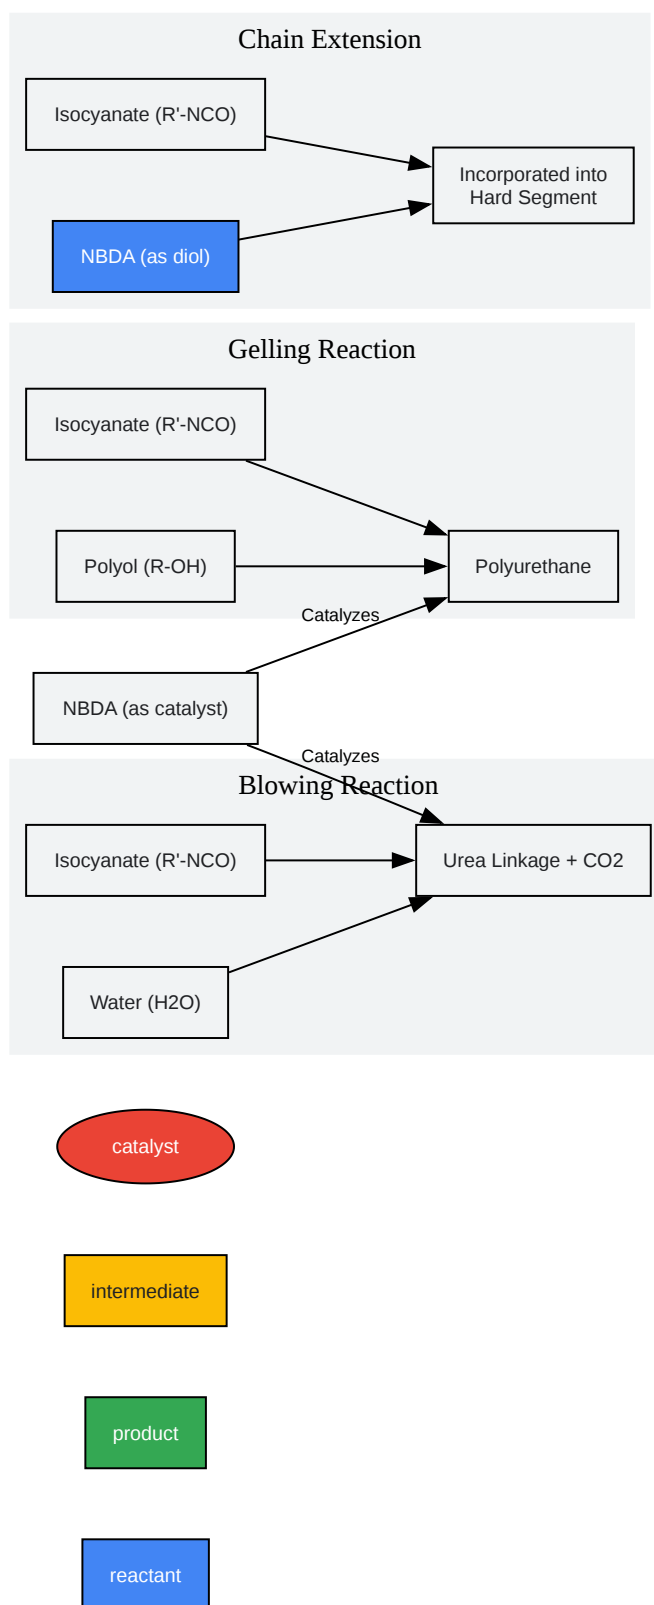 Chain Extension
Isocyanate (R'-NCO)
Incorporated into
Hard Segment
NBDA (as diol)
Gelling Reaction
Isocyanate (R'-NCO)
Polyol (R-OH)
Polyurethane
Catalyzes
NBDA (as catalyst)
Catalyzes
Blowing Reaction
Isocyanate (R'-NCO)
Urea Linkage + CO2
Water (H2O)
catalyst
intermediate
product
reactant